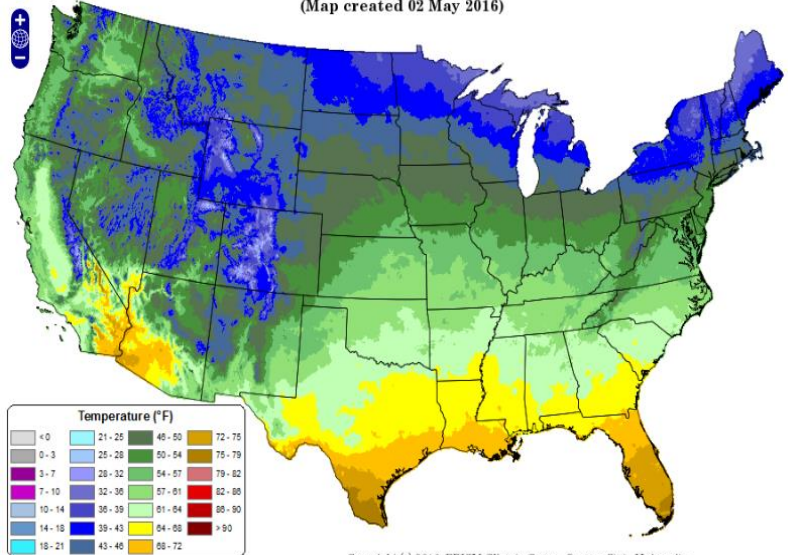 (Map created 02 May 2016)
Temperature (°F)
< 0
0 - 3
3 - 7
7 - 10
10 - 14
14 - 18
18 - 21
21 - 25
25 - 28
28 - 32
32 - 36
36 - 39
39 - 43
43 - 46
46 - 50
50 - 54
54 - 57
57 - 61
61 - 64
64 - 68
68 - 72
72 - 75
75 - 79
79 - 82
82 - 86
86 - 90
> 90